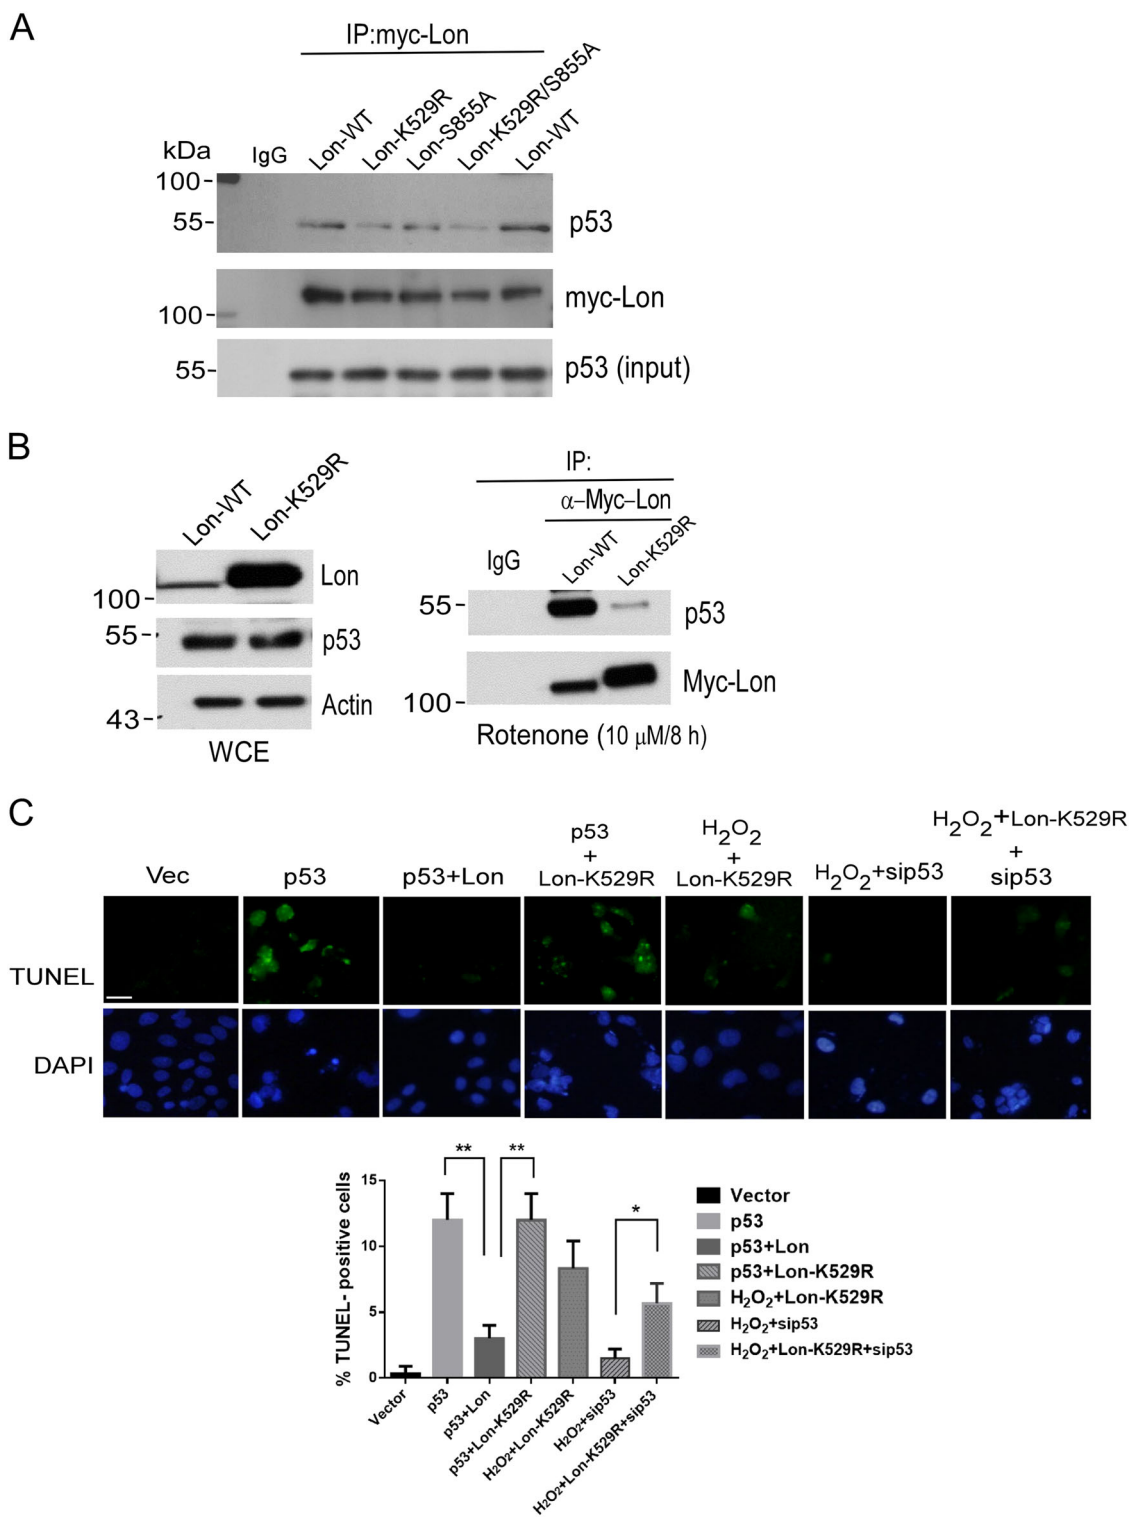 A
IP:myc-Lon
kDa
IgG
Lon-WT
Lon-K529R
Lon-S855A
Lon-K529R/S855A
Lon-WT
100-
55-
p53
100-
myc-Lon
55-
p53 (input)
B
Lon-WT
Lon-K529R
100-
Lon
55-
p53
43-
Actin
WCE
IP:
α-Myc-Lon
IgG
Lon-WT
Lon-K529R
55-
p53
100-
Myc-Lon
Rotenone (10 μM/8 h)
C
Vec
p53
p53+Lon
p53
+
Lon-K529R
H₂O₂
+
Lon-K529R
H₂O₂+sip53
H₂O₂+Lon-K529R
+
sip53
TUNEL
DAPI
% TUNEL- positive cells
15
10
5
0
**
**
*
Vector
p53
p53+Lon
p53+Lon-K529R
H₂O₂+Lon-K529R
H₂O₂+sip53
H₂O₂+Lon-K529R+sip53
Vector
p53
p53+Lon
p53+Lon-K529R
H₂O₂+Lon-K529R
H₂O₂+sip53
H₂O₂+Lon-K529R+sip53